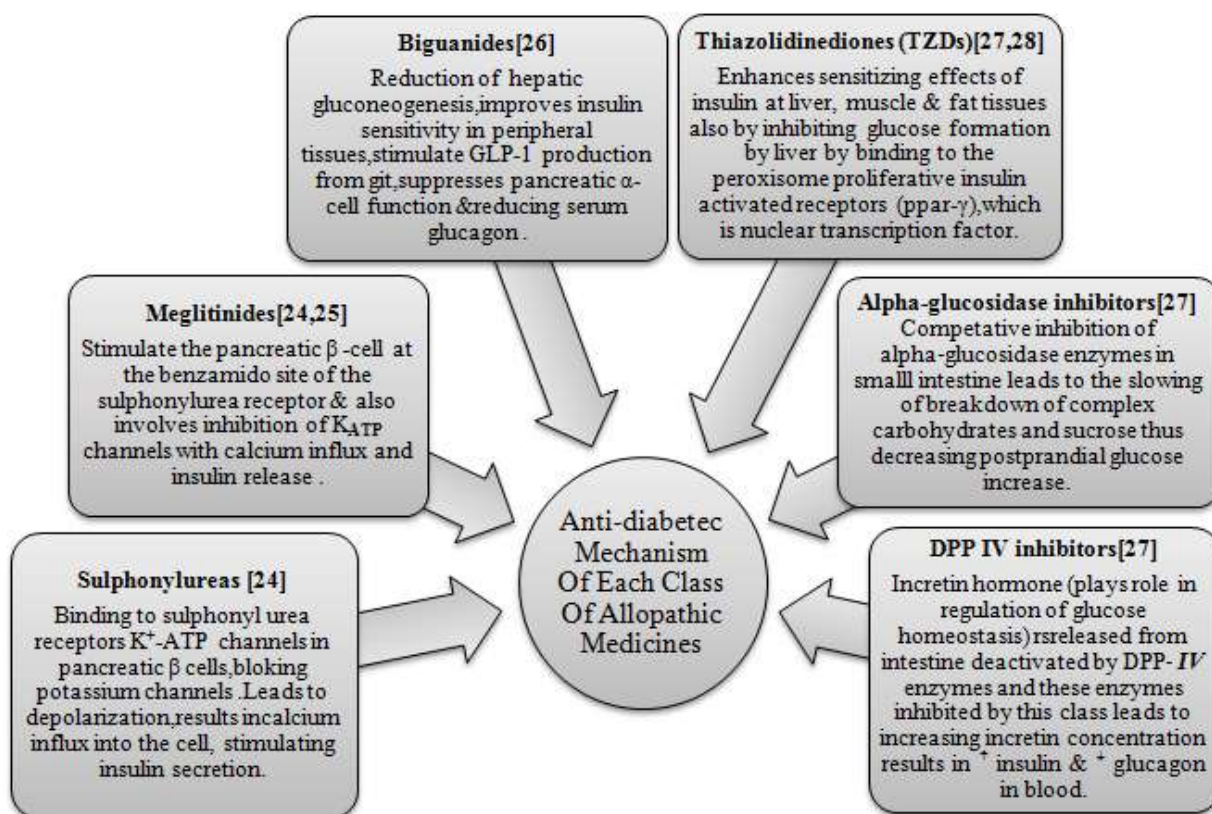 Biguanides[26]
Reduction of hepatic
gluconeogenesis,improves insulin
sensitivity in peripheral
tissues,stimulate GLP-1 production
from git,suppresses pancreatic α-
cell function &reducing serum
glucagon .
Thiazolidinediones (TZDs)[27,28]
Enhances sensitizing effects of
insulin at liver, muscle & fat tissues
also by inhibiting glucose formation
by liver by binding to the
peroxisome proliferative insulin
activated receptors (ppar-γ),which
is nuclear transcription factor.
Meglitinides[24,25]
Stimulate the pancreatic β -cell at
the benzamido site of the
sulphonylurea receptor & also
involves inhibition of KATP
channels with calcium influx and
insulin release .
Alpha-glucosidase inhibitors[27]
Competative inhibition of
alpha-glucosidase enzymes in
smalll intestine leads to the slowing
of breakdown of complex
carbohydrates and sucrose thus
decreasing postprandial glucose
increase.
Sulphonylureas [24]
Binding to sulphonyl urea
receptors K⁺-ATP channels in
pancreatic β cells,bloking
potassium channels .Leads to
depolarization,results incalcium
influx into the cell, stimulating
insulin secretion.
Anti-diabetec
Mechanism
Of Each Class
Of Allopathic
Medicines
DPP IV inhibitors[27]
Incretin hormone (plays role in
regulation of glucose
homeostasis) rsreleased from
intestine deactivated by DPP- IV
enzymes and these enzymes
inhibited by this class leads to
increasing incretin concentration
results in insulin & glucagon
in blood.